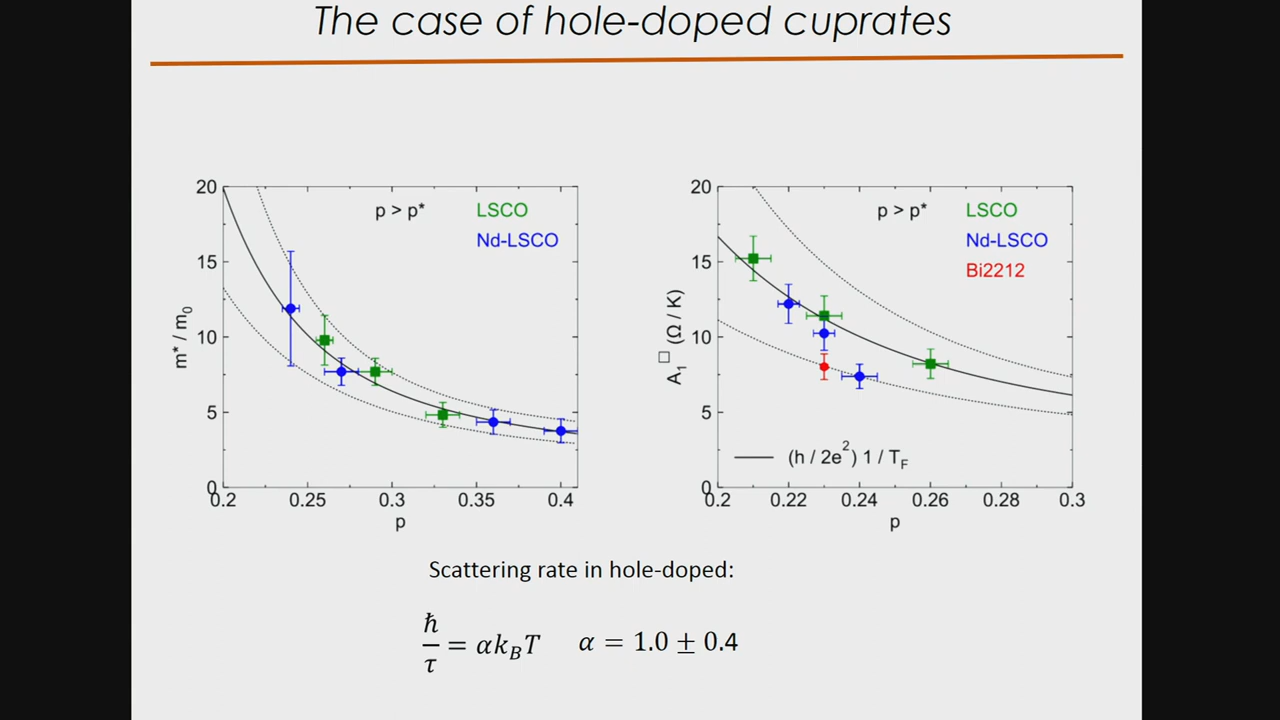 The case of hole-doped cuprates
20
15
10
5
0
m* / m₀
p > p*
LSCO
Nd-LSCO
0.2
0.25
0.3
0.35
0.4
p
20
15
10
5
0
A₁□ (Ω / K)
p > p*
LSCO
Nd-LSCO
Bi2212
(h / 2e²) 1 / T_F
0.2
0.22
0.24
0.26
0.28
0.3
p
Scattering rate in hole-doped:
ħ/τ = αk_BT α = 1.0 ± 0.4